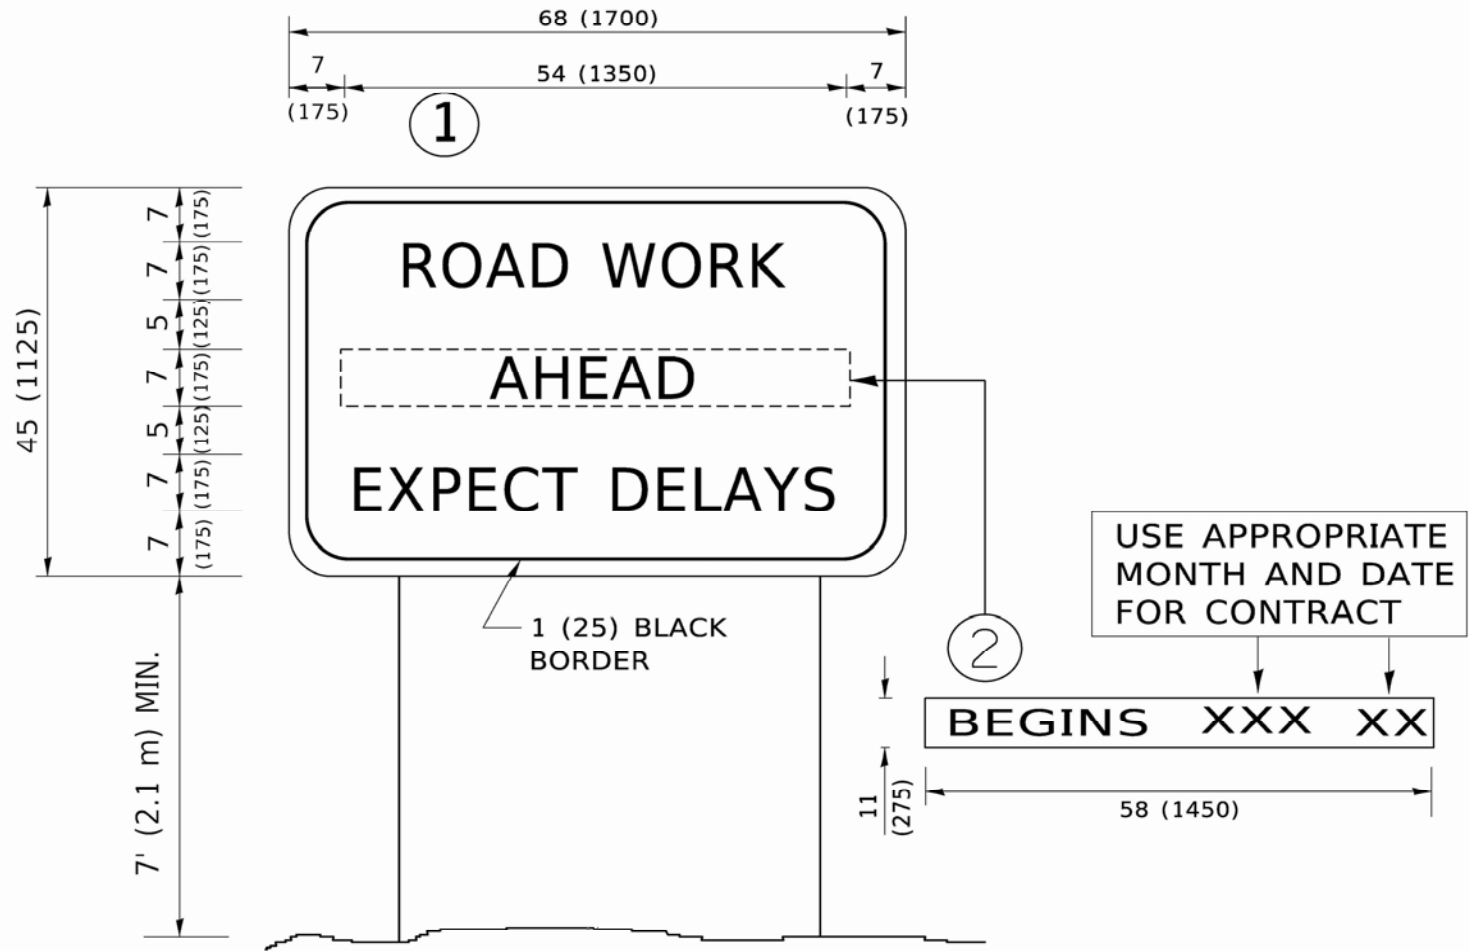 68 (1700)
7
54 (1350)
7
(175)
(175)
1
7 (175)
7 (175)
5 (125)
7 (175)
5 (125)
7 (175)
7 (175)
45 (1125)
ROAD WORK
AHEAD
EXPECT DELAYS
1 (25) BLACK
BORDER
7' (2.1 m) MIN.
USE APPROPRIATE
MONTH AND DATE
FOR CONTRACT
2
BEGINS XXX XX
11
(275)
58 (1450)